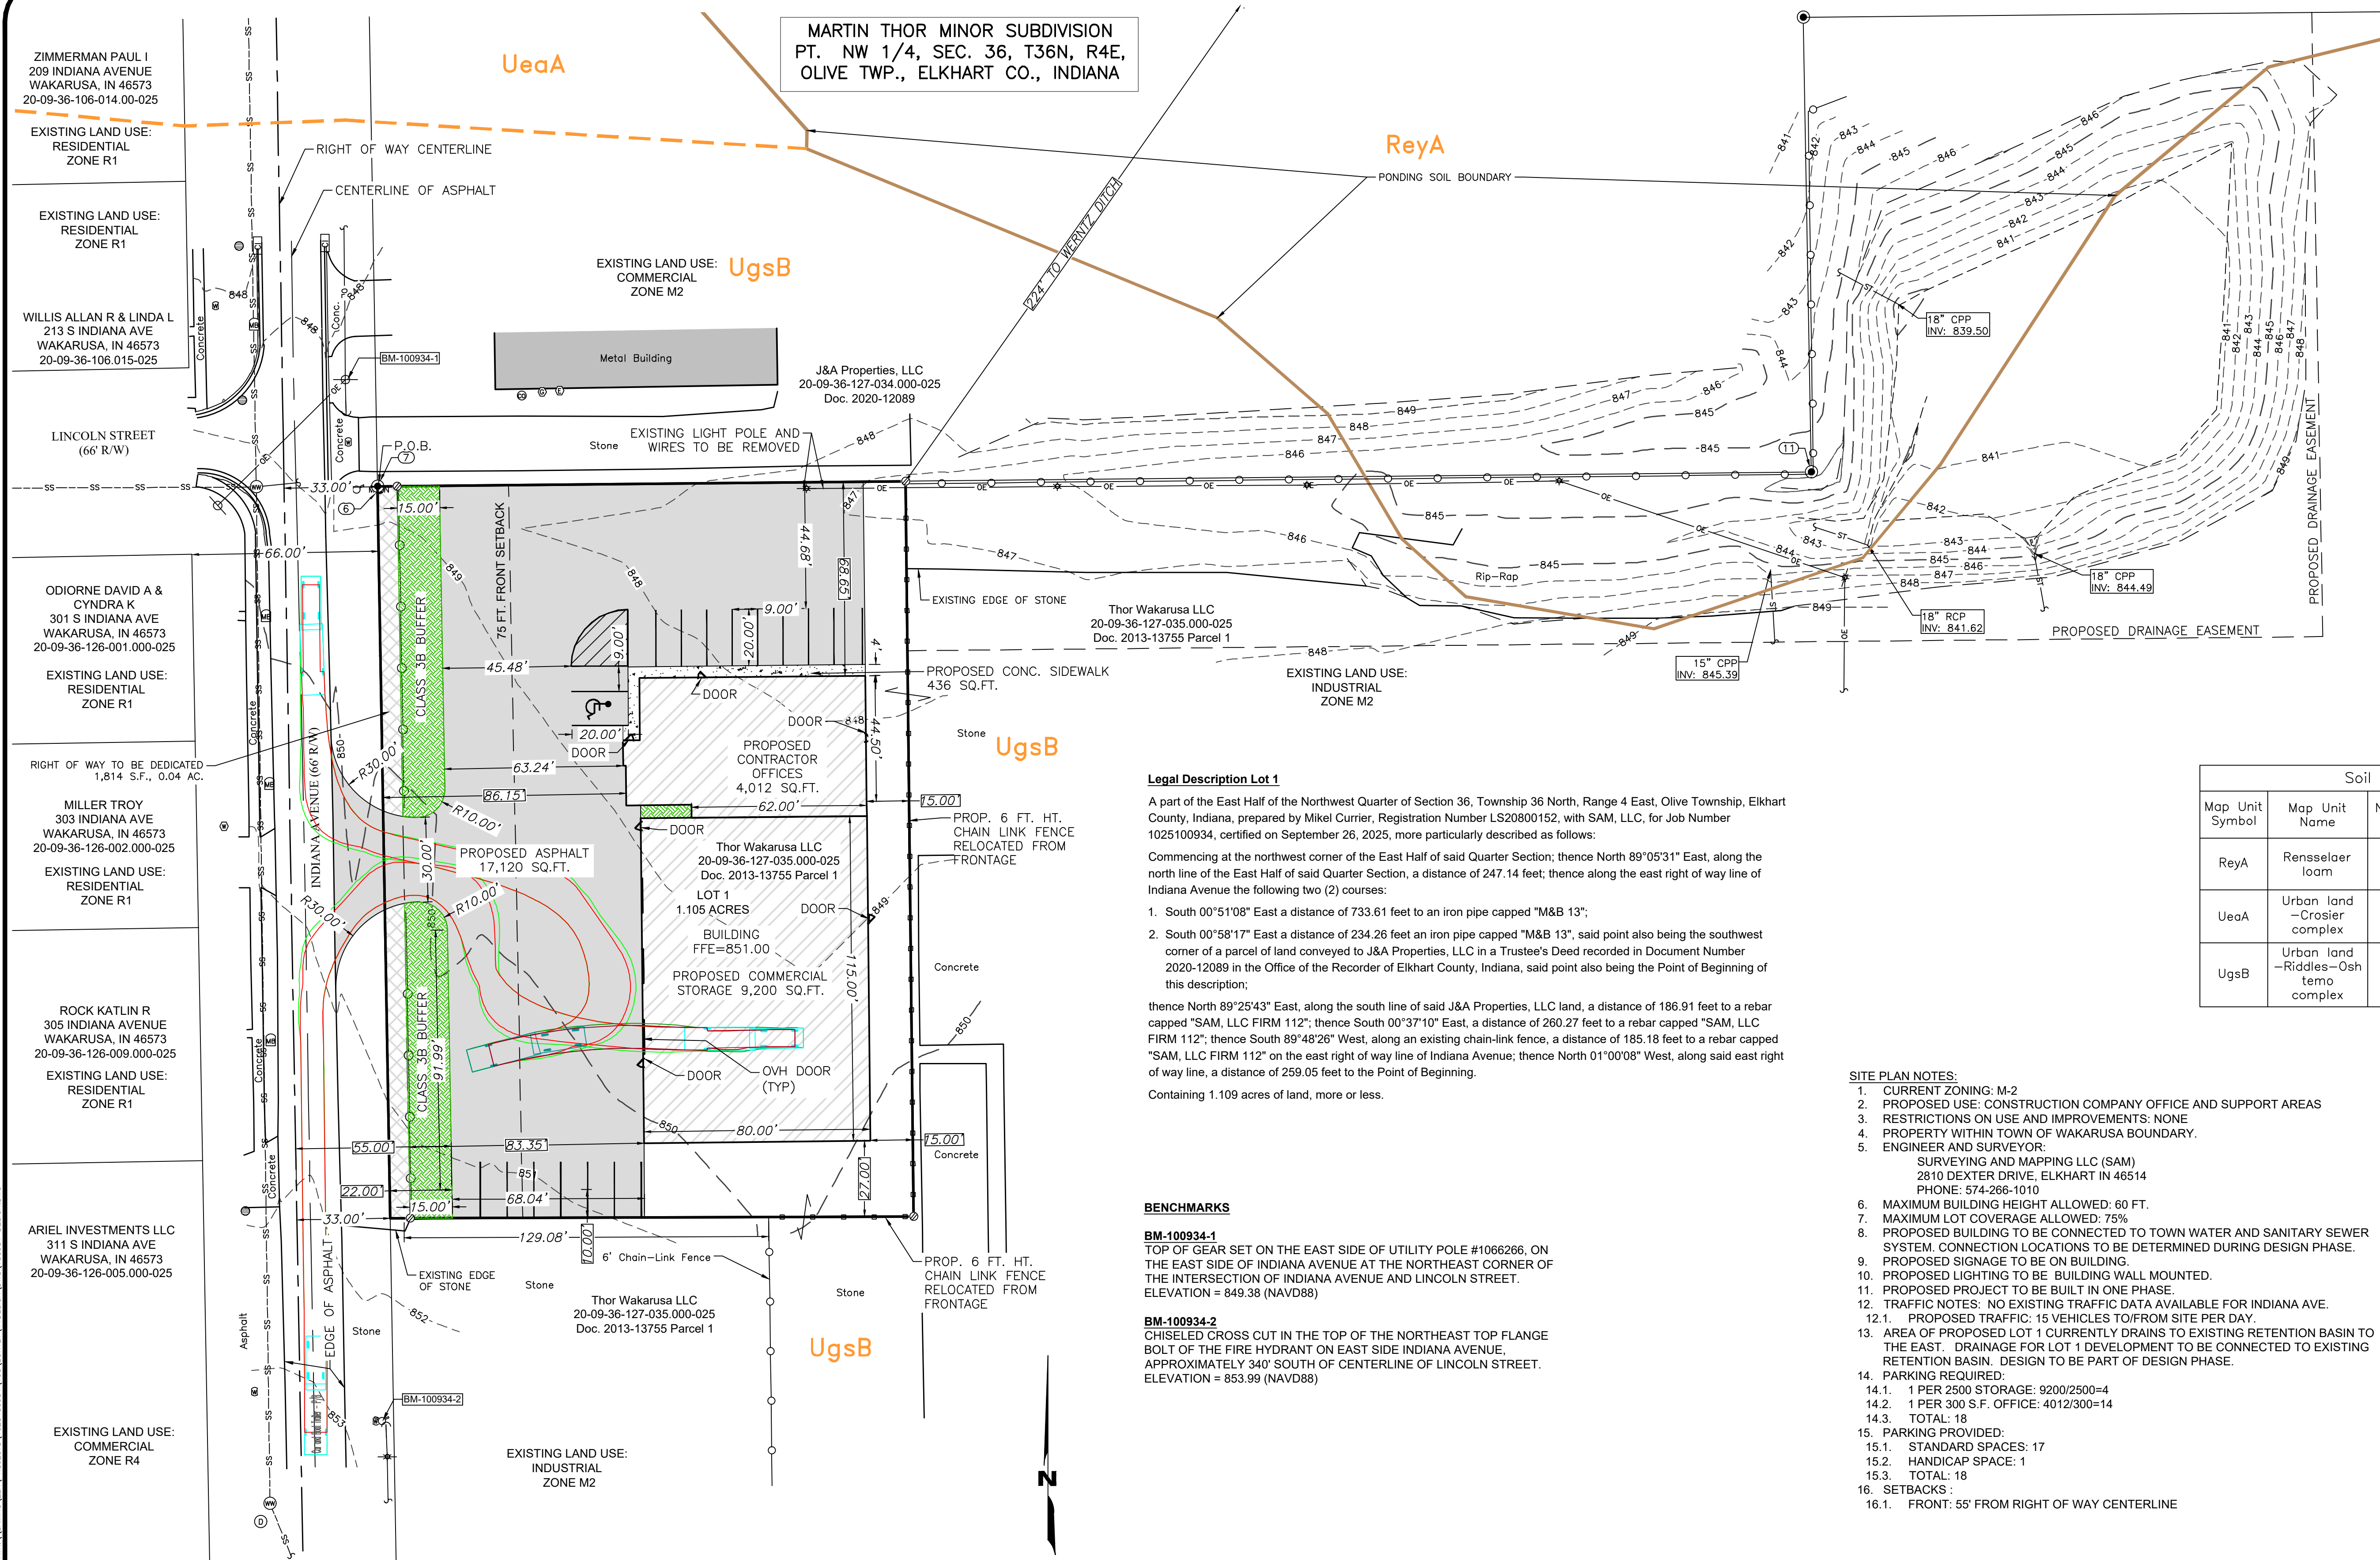 MARTIN THOR MINOR SUBDIVISION
PT. NW 1/4, SEC. 36, T36N, R4E,
OLIVE TWP., ELKHART CO., INDIANA
ZIMMERMAN PAUL I
209 INDIANA AVENUE
WAKARUSA, IN 46573
20-09-36-106-014.00-025
EXISTING LAND USE:
RESIDENTIAL
ZONE R1
EXISTING LAND USE:
RESIDENTIAL
ZONE R1
WILLIS ALLAN R & LINDA L
213 S INDIANA AVE
WAKARUSA, IN 46573
20-09-36-106.015-025
LINCOLN STREET
(66' R/W)
ODIORNE DAVID A &
CYNDRA K
301 S INDIANA AVE
WAKARUSA, IN 46573
20-09-36-126-001.000-025
EXISTING LAND USE:
RESIDENTIAL
ZONE R1
RIGHT OF WAY TO BE DEDICATED
1,814 S.F., 0.04 AC.
MILLER TROY
303 INDIANA AVE
WAKARUSA, IN 46573
20-09-36-126-002.000-025
EXISTING LAND USE:
RESIDENTIAL
ZONE R1
ROCK KATLIN R
305 INDIANA AVENUE
WAKARUSA, IN 46573
20-09-36-126-009.000-025
EXISTING LAND USE:
RESIDENTIAL
ZONE R1
ARIEL INVESTMENTS LLC
311 S INDIANA AVE
WAKARUSA, IN 46573
20-09-36-126-005.000-025
EXISTING LAND USE:
COMMERCIAL
ZONE R4
UeaA
RIGHT OF WAY CENTERLINE
CENTERLINE OF ASPHALT
EXISTING LAND USE:
COMMERCIAL
ZONE M2
UgsB
ReyA
PONDING SOIL BOUNDARY
224' TO WERNTZ DITCH
Metal Building
BM-100934-1
J&A Properties, LLC
20-09-36-127-034.000-025
Doc. 2020-12089
EXISTING LIGHT POLE AND
WIRES TO BE REMOVED
Stone
P.O.B.
7
6
11
33.00'
15.00'
66.00'
75 FT. FRONT SETBACK
CLASS 3B BUFFER
44.68'
68.65'
9.00'
20.00'
9.00'
4'
45.48'
20.00'
63.24'
86.15'
R30.00'
R10.00'
30.00'
R10.00'
R30.00'
DOOR
DOOR
DOOR
PROPOSED
CONTRACTOR
OFFICES
4,012 SQ.FT.
44.50'
62.00'
15.00'
DOOR
PROPOSED ASPHALT
17,120 SQ.FT.
Thor Wakarusa LLC
20-09-36-127-035.000-025
Doc. 2013-13755 Parcel 1
LOT 1
1.105 ACRES
DOOR
BUILDING
FFE=851.00
PROPOSED COMMERCIAL
STORAGE 9,200 SQ.FT.
115.00'
DOOR
OVH DOOR
(TYP)
80.00'
CLASS 3B BUFFER
91.99'
55.00'
83.35'
22.00'
15.00'
68.04'
33.00'
129.08'
10.00'
27.00'
15.00'
INDIANA AVENUE (66' R/W)
EDGE OF ASPHALT
Concrete
Asphalt
EXISTING EDGE
OF STONE
Stone
6' Chain-Link Fence
Thor Wakarusa LLC
20-09-36-127-035.000-025
Doc. 2013-13755 Parcel 1
Stone
UgsB
BM-100934-2
EXISTING LAND USE:
INDUSTRIAL
ZONE M2
N
EXISTING EDGE OF STONE
PROPOSED CONC. SIDEWALK
436 SQ.FT.
Stone
UgsB
PROP. 6 FT. HT.
CHAIN LINK FENCE
RELOCATED FROM
FRONTAGE
Concrete
Concrete
PROP. 6 FT. HT.
CHAIN LINK FENCE
RELOCATED FROM
FRONTAGE
Thor Wakarusa LLC
20-09-36-127-035.000-025
Doc. 2013-13755 Parcel 1
EXISTING LAND USE:
INDUSTRIAL
ZONE M2
Rip-Rap
18" CPP
INV: 839.50
18" CPP
INV: 844.49
18" RCP
INV: 841.62
15" CPP
INV: 845.39
PROPOSED DRAINAGE EASEMENT
PROPOSED DRAINAGE EASEMENT
Legal Description Lot 1
A part of the East Half of the Northwest Quarter of Section 36, Township 36 North, Range 4 East, Olive Township, Elkhart
County, Indiana, prepared by Mikel Currier, Registration Number LS20800152, with SAM, LLC, for Job Number
1025100934, certified on September 26, 2025, more particularly described as follows:
Commencing at the northwest corner of the East Half of said Quarter Section; thence North 89°05'31" East, along the
north line of the East Half of said Quarter Section, a distance of 247.14 feet; thence along the east right of way line of
Indiana Avenue the following two (2) courses:
1. South 00°51'08" East a distance of 733.61 feet to an iron pipe capped "M&B 13";
2. South 00°58'17" East a distance of 234.26 feet an iron pipe capped "M&B 13", said point also being the southwest
corner of a parcel of land conveyed to J&A Properties, LLC in a Trustee's Deed recorded in Document Number
2020-12089 in the Office of the Recorder of Elkhart County, Indiana, said point also being the Point of Beginning of
this description;
thence North 89°25'43" East, along the south line of said J&A Properties, LLC land, a distance of 186.91 feet to a rebar
capped "SAM, LLC FIRM 112"; thence South 00°37'10" East, a distance of 260.27 feet to a rebar capped "SAM, LLC
FIRM 112"; thence South 89°48'26" West, along an existing chain-link fence, a distance of 185.18 feet to a rebar capped
"SAM, LLC FIRM 112" on the east right of way line of Indiana Avenue; thence North 01°00'08" West, along said east right
of way line, a distance of 259.05 feet to the Point of Beginning.
Containing 1.109 acres of land, more or less.
BENCHMARKS
BM-100934-1
TOP OF GEAR SET ON THE EAST SIDE OF UTILITY POLE #1066266, ON
THE EAST SIDE OF INDIANA AVENUE AT THE NORTHEAST CORNER OF
THE INTERSECTION OF INDIANA AVENUE AND LINCOLN STREET.
ELEVATION = 849.38 (NAVD88)
BM-100934-2
CHISELED CROSS CUT IN THE TOP OF THE NORTHEAST TOP FLANGE
BOLT OF THE FIRE HYDRANT ON EAST SIDE INDIANA AVENUE,
APPROXIMATELY 340' SOUTH OF CENTERLINE OF LINCOLN STREET.
ELEVATION = 853.99 (NAVD88)
Soil
Map Unit
Symbol
Map Unit
Name
ReyA
Rensselaer
loam
UeaA
Urban land
-Crosier
complex
UgsB
Urban land
-Riddles-Osh
temo
complex
SITE PLAN NOTES:
1. CURRENT ZONING: M-2
2. PROPOSED USE: CONSTRUCTION COMPANY OFFICE AND SUPPORT AREAS
3. RESTRICTIONS ON USE AND IMPROVEMENTS: NONE
4. PROPERTY WITHIN TOWN OF WAKARUSA BOUNDARY.
5. ENGINEER AND SURVEYOR:
SURVEYING AND MAPPING LLC (SAM)
2810 DEXTER DRIVE, ELKHART IN 46514
PHONE: 574-266-1010
6. MAXIMUM BUILDING HEIGHT ALLOWED: 60 FT.
7. MAXIMUM LOT COVERAGE ALLOWED: 75%
8. PROPOSED BUILDING TO BE CONNECTED TO TOWN WATER AND SANITARY SEWER
SYSTEM. CONNECTION LOCATIONS TO BE DETERMINED DURING DESIGN PHASE.
9. PROPOSED SIGNAGE TO BE ON BUILDING.
10. PROPOSED LIGHTING TO BE BUILDING WALL MOUNTED.
11. PROPOSED PROJECT TO BE BUILT IN ONE PHASE.
12. TRAFFIC NOTES: NO EXISTING TRAFFIC DATA AVAILABLE FOR INDIANA AVE.
12.1. PROPOSED TRAFFIC: 15 VEHICLES TO/FROM SITE PER DAY.
13. AREA OF PROPOSED LOT 1 CURRENTLY DRAINS TO EXISTING RETENTION BASIN TO
THE EAST. DRAINAGE FOR LOT 1 DEVELOPMENT TO BE CONNECTED TO EXISTING
RETENTION BASIN. DESIGN TO BE PART OF DESIGN PHASE.
14. PARKING REQUIRED:
14.1. 1 PER 2500 STORAGE: 9200/2500=4
14.2. 1 PER 300 S.F. OFFICE: 4012/300=14
14.3. TOTAL: 18
15. PARKING PROVIDED:
15.1. STANDARD SPACES: 17
15.2. HANDICAP SPACE: 1
15.3. TOTAL: 18
16. SETBACKS :
16.1. FRONT: 55' FROM RIGHT OF WAY CENTERLINE